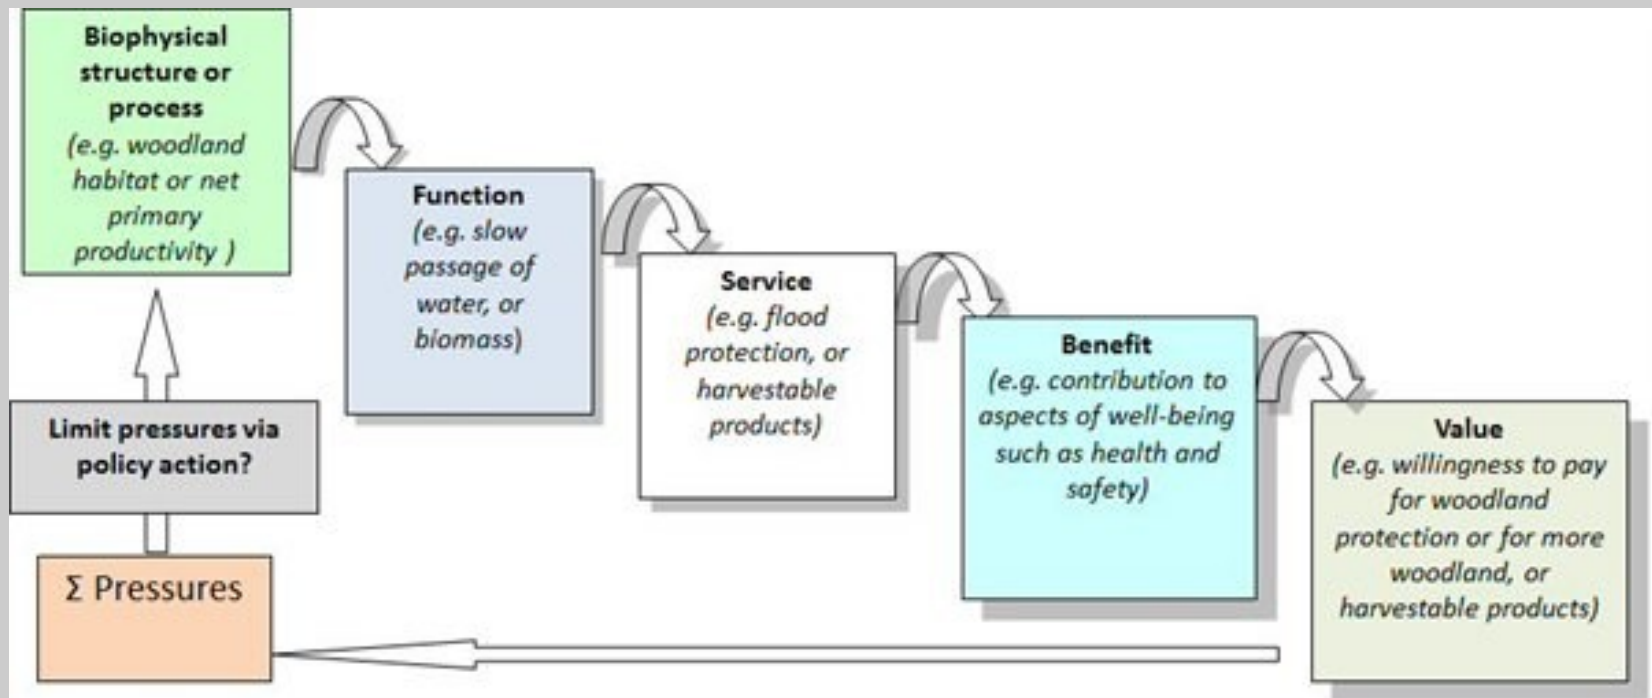 Biophysical
structure or
process
(e.g. woodland
habitat or net
primary
productivity )
Function
(e.g. slow
passage of
water, or
biomass)
Service
(e.g. flood
protection, or
harvestable
products)
Benefit
(e.g. contribution to
aspects of well-being
such as health and
safety)
Value
(e.g. willingness to pay
for woodland
protection or for more
woodland, or
harvestable products)
Limit pressures via
policy action?
Σ Pressures